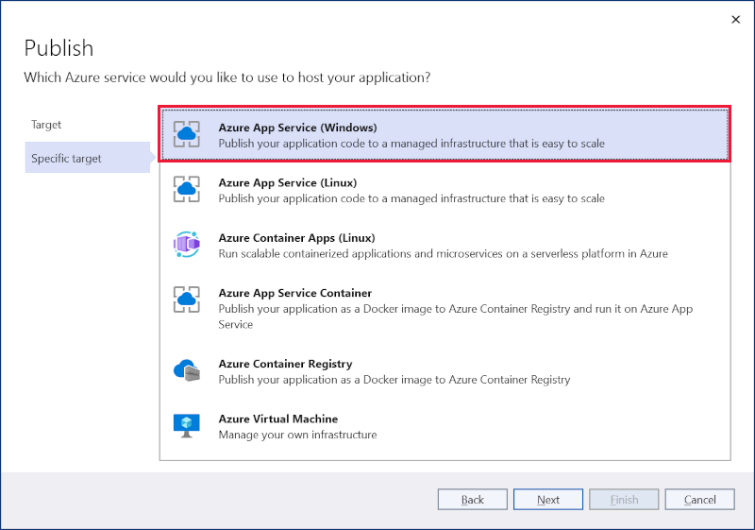 Publish
Which Azure service would you like to use to host your application?
Target
Specific target
Azure App Service (Windows)
Publish your application code to a managed infrastructure that is easy to scale
Azure App Service (Linux)
Publish your application code to a managed infrastructure that is easy to scale
Azure Container Apps (Linux)
Run scalable containerized applications and microservices on a serverless platform in Azure
Azure App Service Container
Publish your application as a Docker image to Azure Container Registry and run it on Azure App
Service
Azure Container Registry
Publish your application as a Docker image to Azure Container Registry
Azure Virtual Machine
Manage your own infrastructure
Back
Next
Finish
Cancel